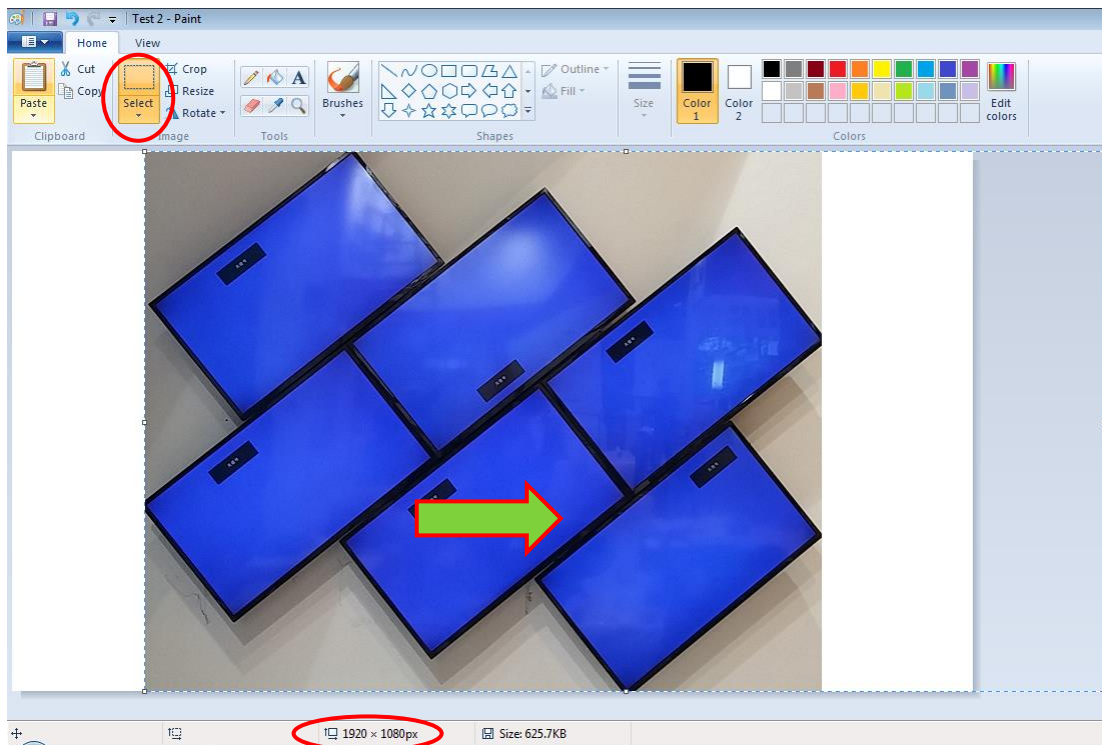 Test 2 - Paint
Home View
Paste
Cut
Copy
Clipboard
Select
Crop
Resize
Rotate
Image
A
Tools
Brushes
Outline
Fill
Shapes
Size
Color 1
Color 2
Edit colors
Colors
1920 × 1080px
Size: 625.7KB